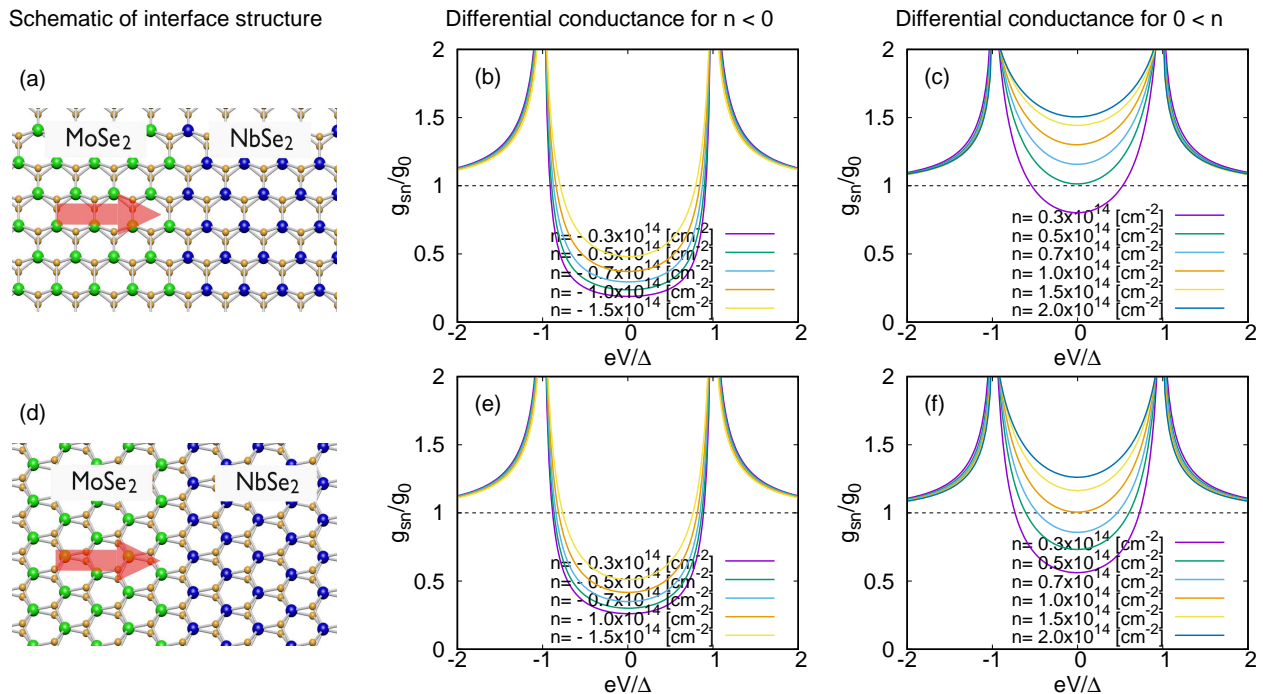 Schematic of interface structure
Differential conductance for n < 0
Differential conductance for 0 < n
(a)
MoSe2
NbSe2
(b)
gsn/g0
2
1.5
1
0.5
0
n= - 0.3x10^14 [cm^-2]
n= - 0.5x10^14 [cm^-2]
n= - 0.7x10^14 [cm^-2]
n= - 1.0x10^14 [cm^-2]
n= - 1.5x10^14 [cm^-2]
-2 -1 0 1 2
eV/Δ
(c)
gsn/g0
2
1.5
1
0.5
0
n= 0.3x10^14 [cm^-2]
n= 0.5x10^14 [cm^-2]
n= 0.7x10^14 [cm^-2]
n= 1.0x10^14 [cm^-2]
n= 1.5x10^14 [cm^-2]
n= 2.0x10^14 [cm^-2]
-2 -1 0 1 2
eV/Δ
(d)
MoSe2
NbSe2
(e)
gsn/g0
2
1.5
1
0.5
0
n= - 0.3x10^14 [cm^-2]
n= - 0.5x10^14 [cm^-2]
n= - 0.7x10^14 [cm^-2]
n= - 1.0x10^14 [cm^-2]
n= - 1.5x10^14 [cm^-2]
-2 -1 0 1 2
eV/Δ
(f)
gsn/g0
2
1.5
1
0.5
0
n= 0.3x10^14 [cm^-2]
n= 0.5x10^14 [cm^-2]
n= 0.7x10^14 [cm^-2]
n= 1.0x10^14 [cm^-2]
n= 1.5x10^14 [cm^-2]
n= 2.0x10^14 [cm^-2]
-2 -1 0 1 2
eV/Δ